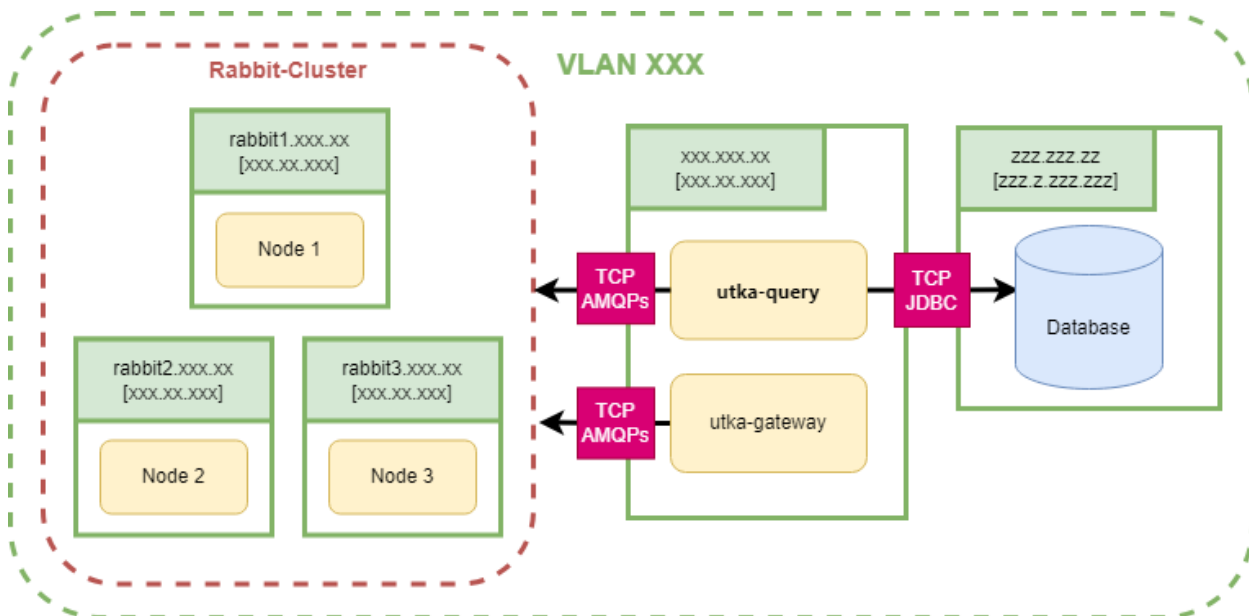 VLAN XXX
Rabbit-Cluster
rabbit1.xxx.xx
[xxx.xx.xxx]
Node 1
rabbit2.xxx.xx
[xxx.xx.xxx]
Node 2
rabbit3.xxx.xx
[xxx.xx.xxx]
Node 3
xxx.xxx.xx
[xxx.xx.xxx]
TCP
AMQPs
utka-query
TCP
JDBC
TCP
AMQPs
utka-gateway
zzz.zzz.zz
[zzz.z.zzz.zzz]
Database